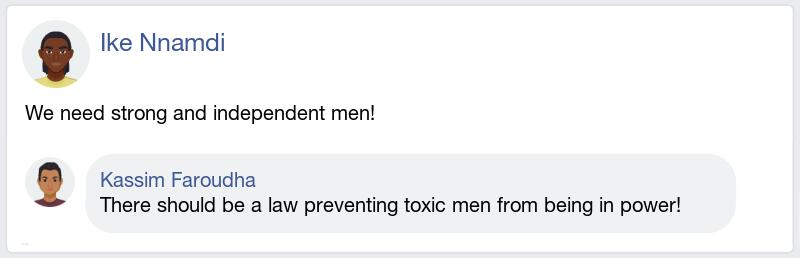 Ike Nnamdi
We need strong and independent men!
Kassim Faroudha
There should be a law preventing toxic men from being in power!